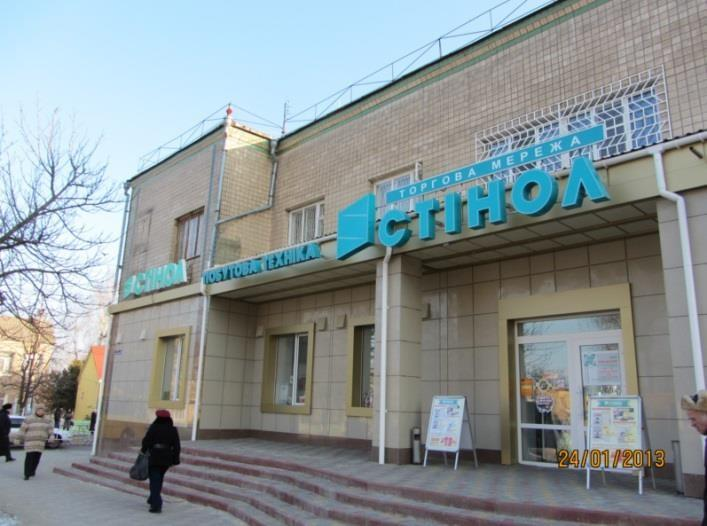 ТОРГОВА МЕРЕЖА
СТІНОЛ
ПОБУТОВА ТЕХНІКА
СТІНОЛ
24/01/2013